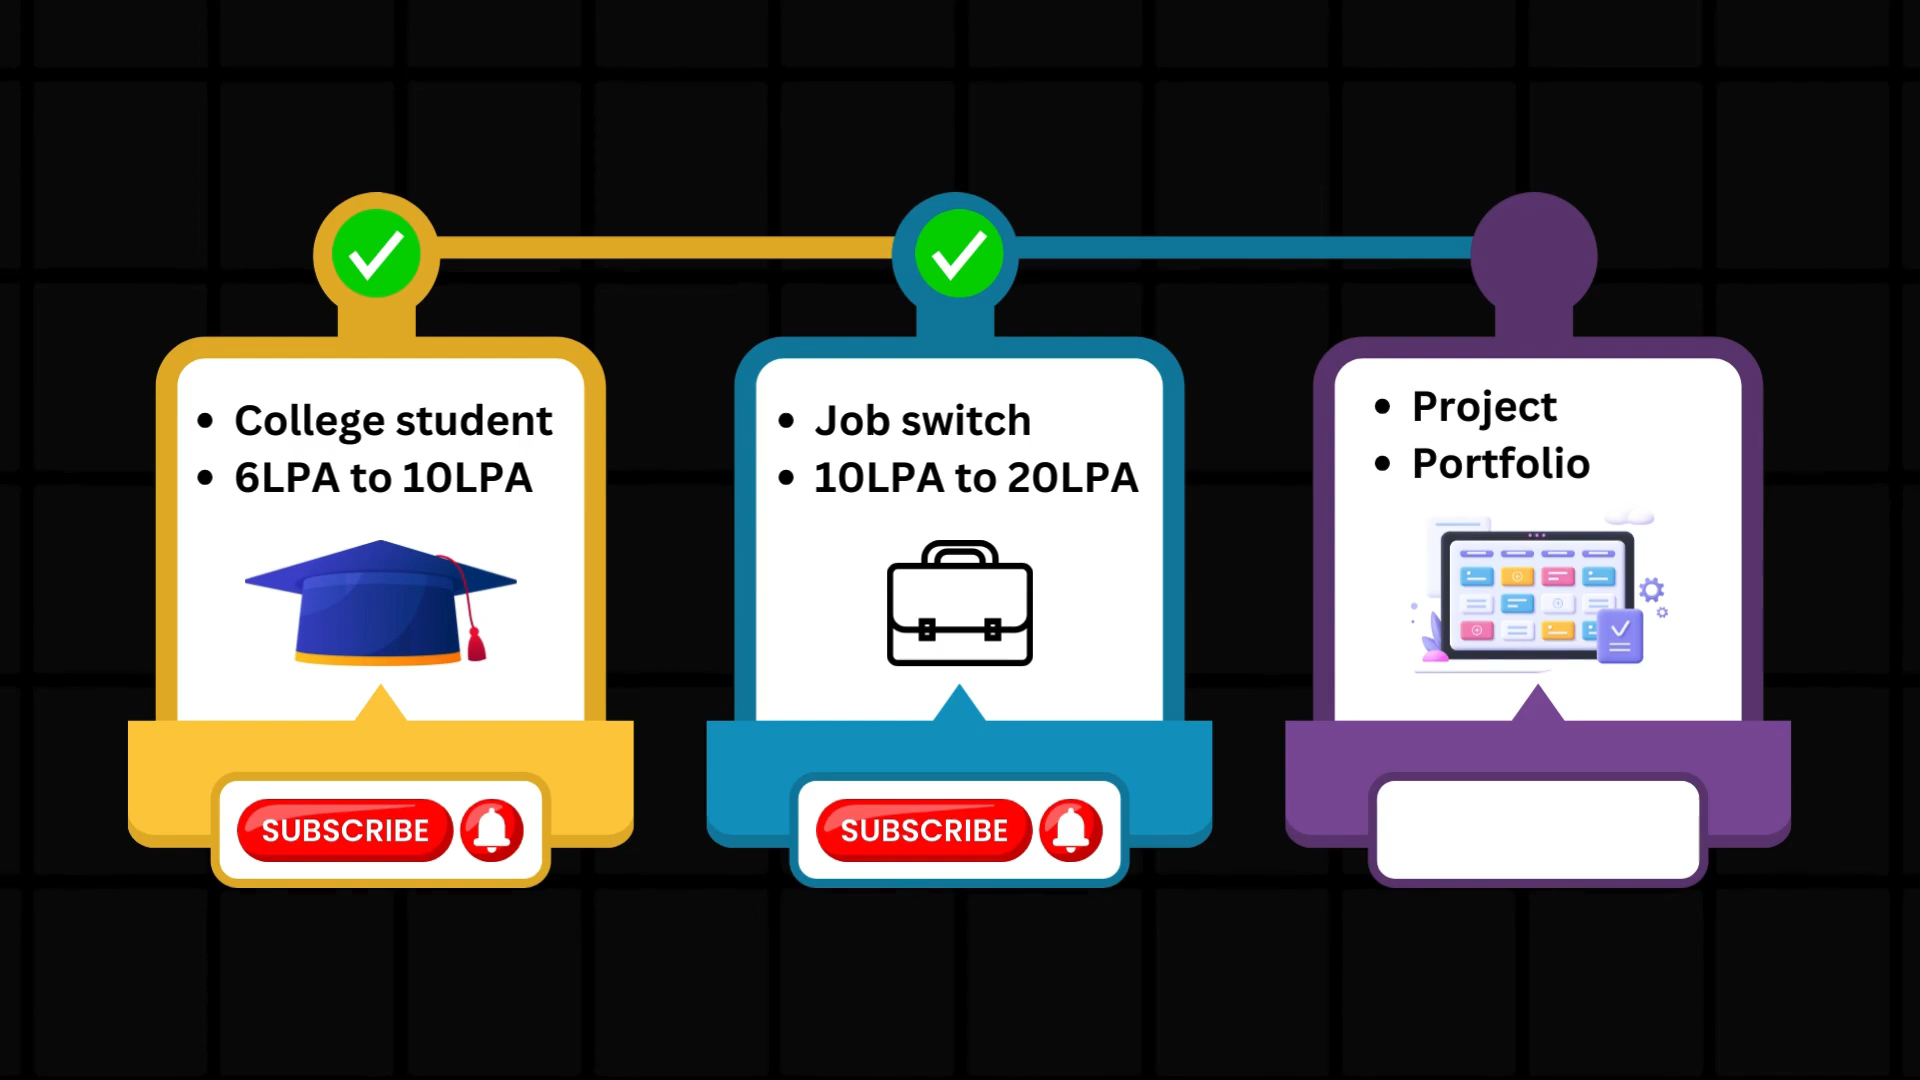 • College student
• 6LPA to 10LPA
SUBSCRIBE
• Job switch
• 10LPA to 20LPA
SUBSCRIBE
• Project
• Portfolio